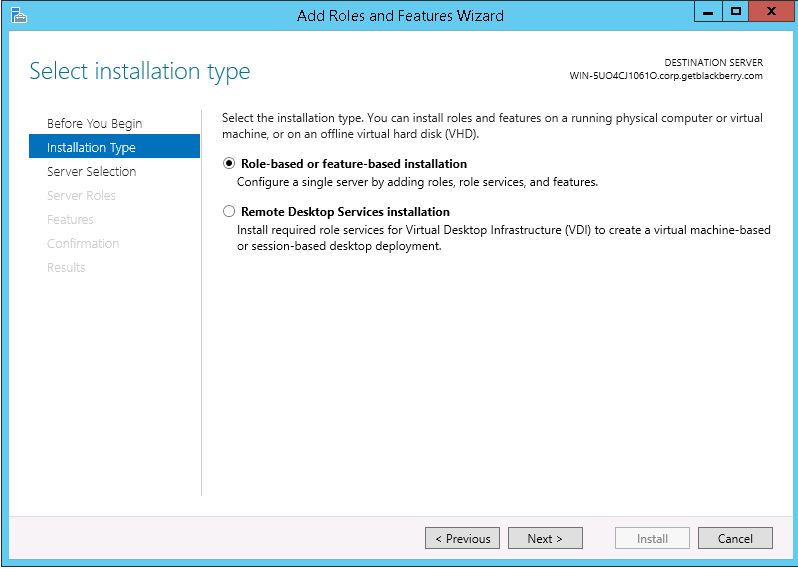 Add Roles and Features Wizard
Select installation type
DESTINATION SERVER
WIN-5UO4CJ1061O.corp.getblackberry.com
Before You Begin
Installation Type
Server Selection
Server Roles
Features
Confirmation
Results
Select the installation type. You can install roles and features on a running physical computer or virtual
machine, or on an offline virtual hard disk (VHD).
Role-based or feature-based installation
Configure a single server by adding roles, role services, and features.
Remote Desktop Services installation
Install required role services for Virtual Desktop Infrastructure (VDI) to create a virtual machine-based
or session-based desktop deployment.
< Previous
Next >
Install
Cancel